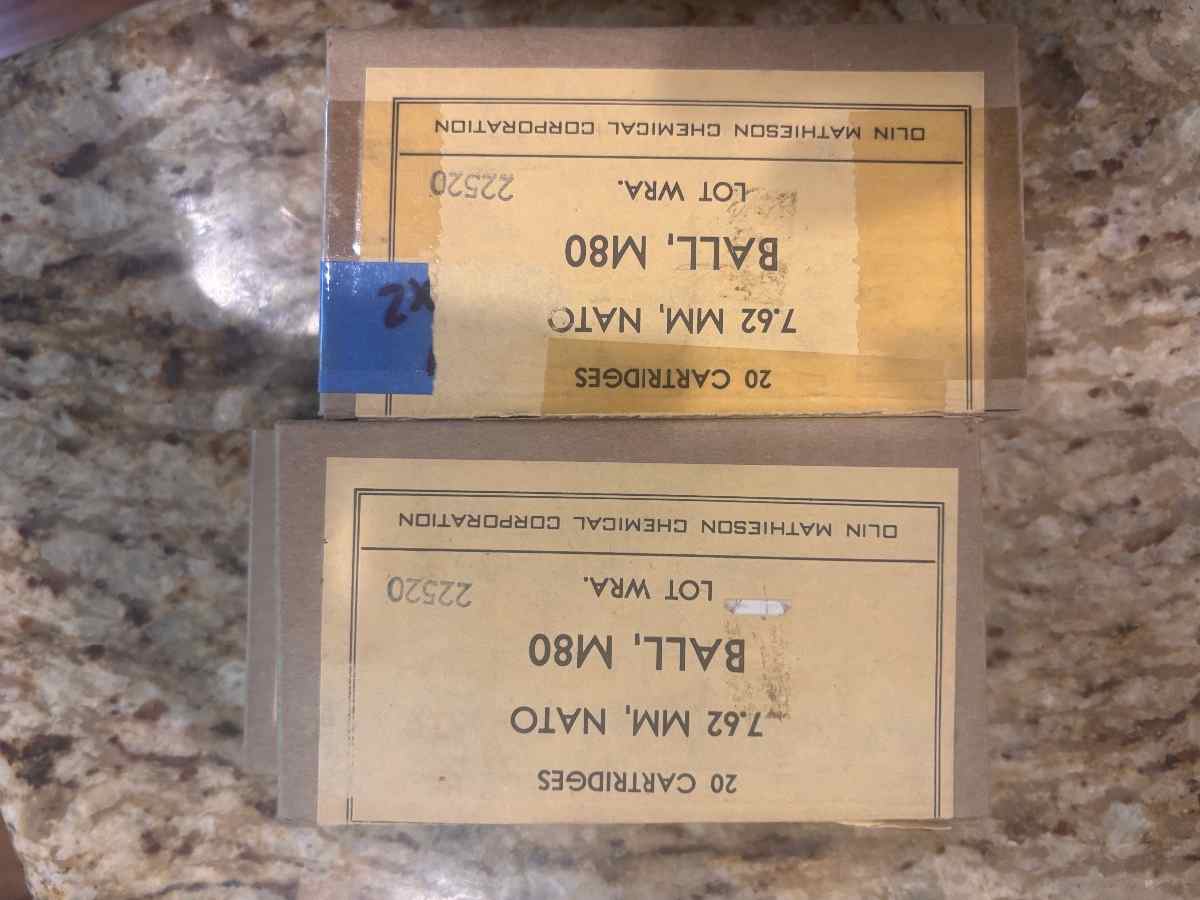 20 CARTRIDGES
7.62 MM, NATO
BALL, M80
LOT WRA. 22520
OLIN MATHIESON CHEMICAL CORPORATION
x2
20 CARTRIDGES
7.62 MM, NATO
BALL, M80
LOT WRA. 22520
OLIN MATHIESON CHEMICAL CORPORATION